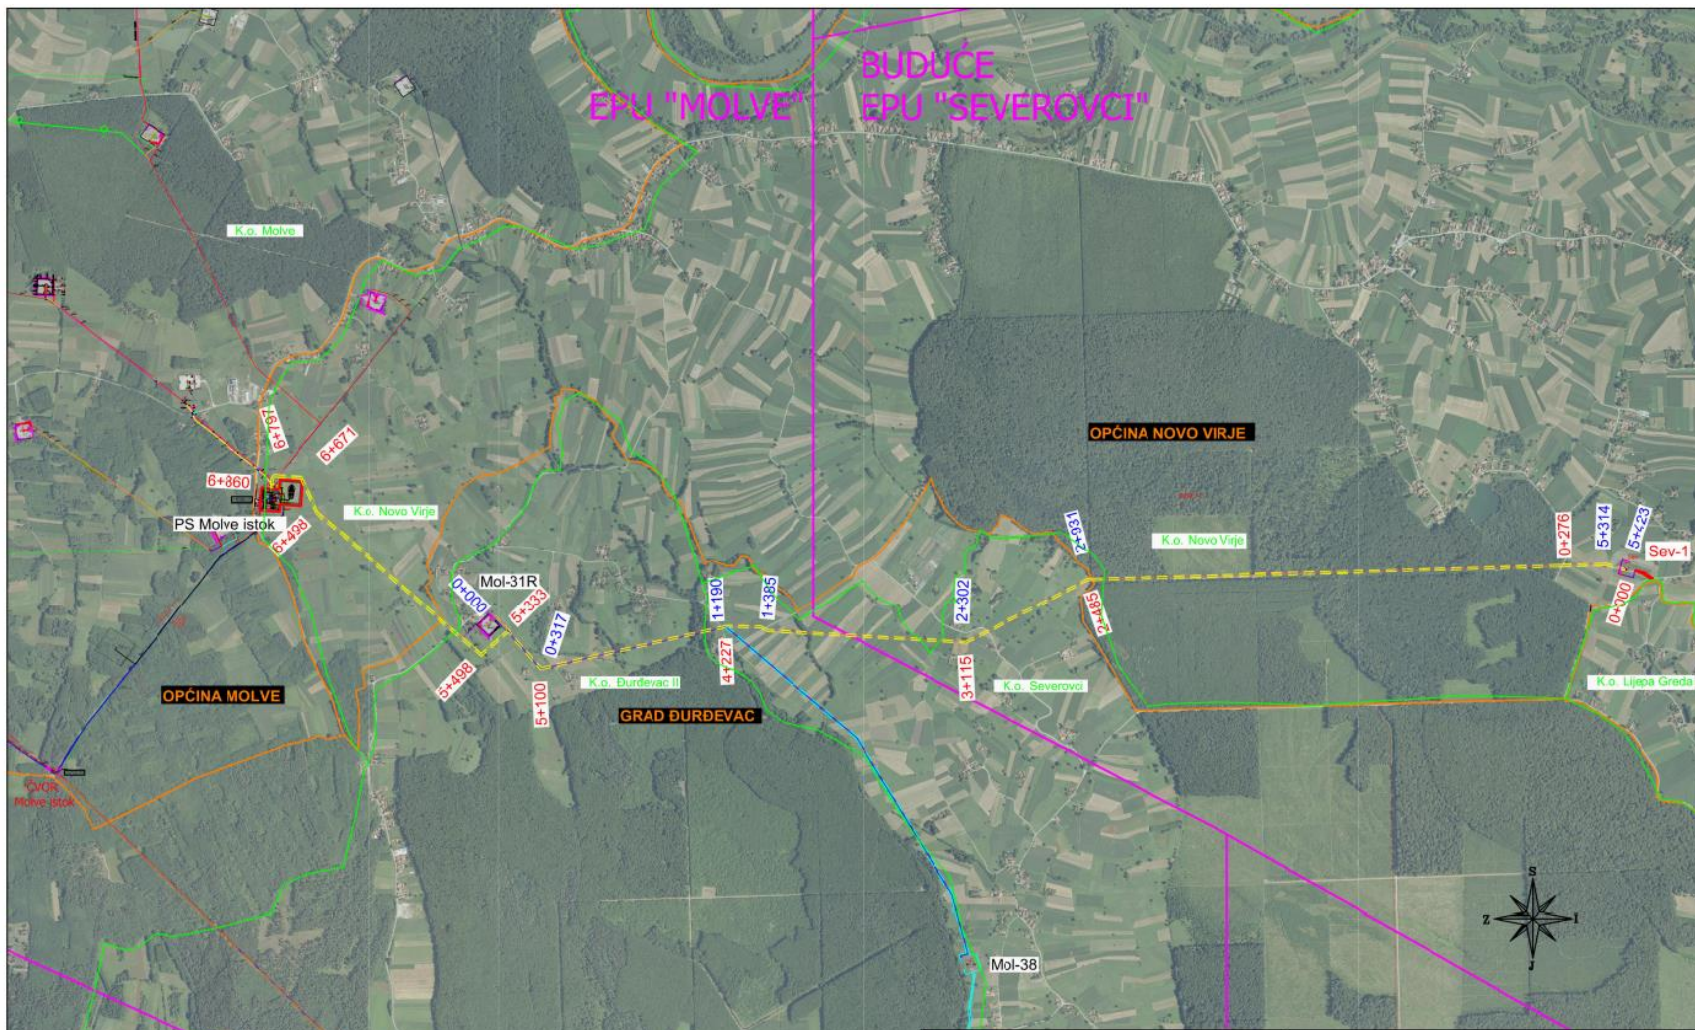 BUDUĆE
EPU "MOLVE"
EPU "SEVEROVCI"
K.o. Molve
6+797
6+671
6+860
PS Molve istok
6+498
K.o. Novo Virje
Mol-31R
0+000
5+333
0+317
5+498
5+100
1+190
1+385
4+227
2+302
3+115
2+931
2+485
OPĆINA NOVO VIRJE
K.o. Novo Virje
0+276
5+314
5+423
Sev-1
0+000
K.o. Đurđevac II
K.o. Severovci
K.o. Lijepa Greda
OPĆINA MOLVE
GRAD ĐURĐEVAC
ČVOR
Molve istok
Mol-38
S
Z
I
J